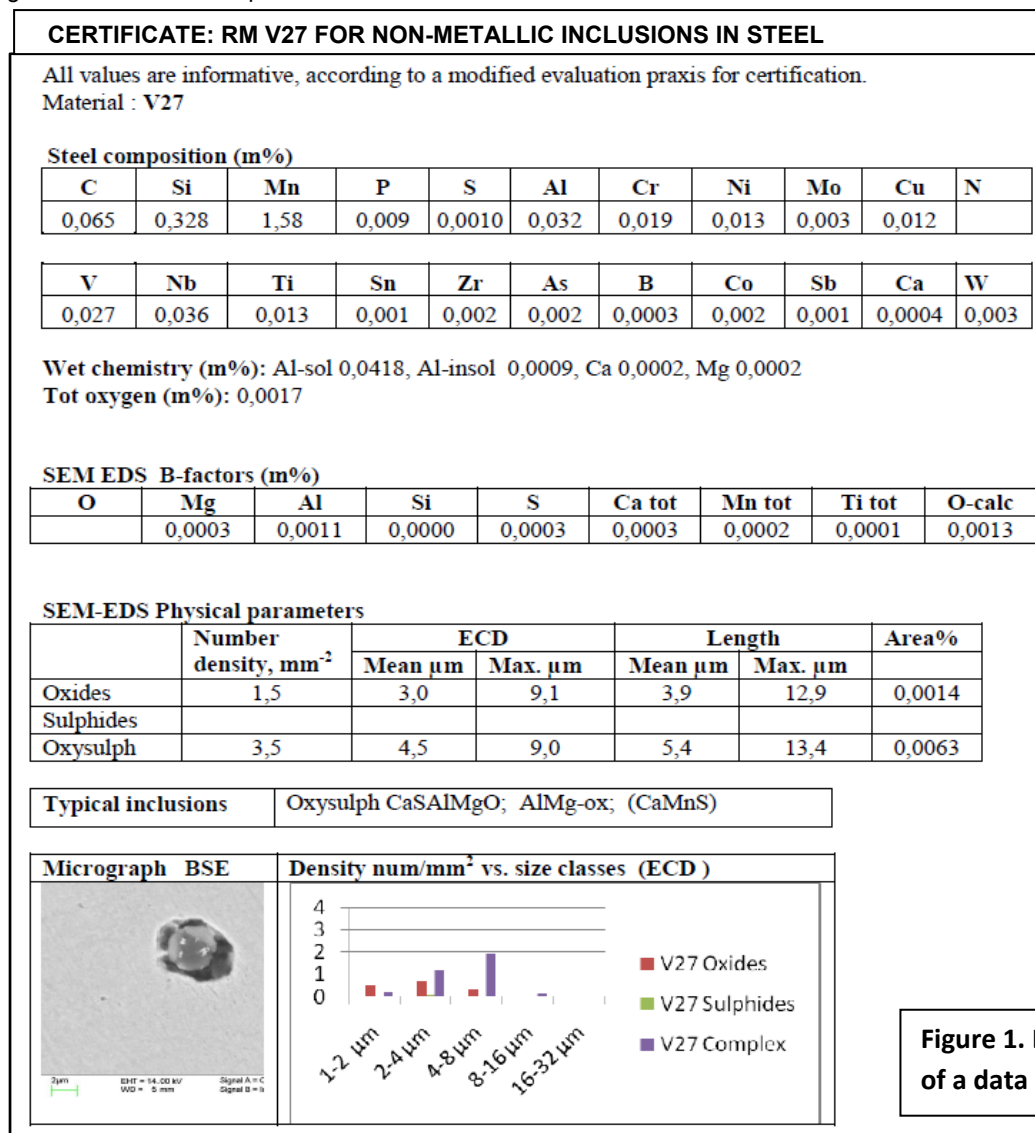 CERTIFICATE: RM V27 FOR NON-METALLIC INCLUSIONS IN STEEL
All values are informative, according to a modified evaluation praxis for certification.
Material : V27
Steel composition (m%)
C Si Mn P S Al Cr Ni Mo Cu N
0,065 0,328 1,58 0,009 0,0010 0,032 0,019 0,013 0,003 0,012
V Nb Ti Sn Zr As B Co Sb Ca W
0,027 0,036 0,013 0,001 0,002 0,002 0,0003 0,002 0,001 0,0004 0,003
Wet chemistry (m%): Al-sol 0,0418, Al-insol 0,0009, Ca 0,0002, Mg 0,0002
Tot oxygen (m%): 0,0017
SEM EDS B-factors (m%)
O Mg Al Si S Ca tot Mn tot Ti tot O-calc
0,0003 0,0011 0,0000 0,0003 0,0003 0,0002 0,0001 0,0013
SEM-EDS Physical parameters
Number density, mm-2 ECD Length Area%
Mean µm Max. µm Mean µm Max. µm
Oxides 1,5 3,0 9,1 3,9 12,9 0,0014
Sulphides
Oxysulph 3,5 4,5 9,0 5,4 13,4 0,0063
Typical inclusions Oxysulph CaSAlMgO; AlMg-ox; (CaMnS)
Micrograph BSE Density num/mm² vs. size classes (ECD )
4
3
2
1
0
1-2 µm 2-4 µm 4-8 µm 8-16 µm 16-32 µm
V27 Oxides
V27 Sulphides
V27 Complex
2µm EHT = 14.00 kV Signal A =
WD = 5 mm Signal B =
Figure 1.
of a data